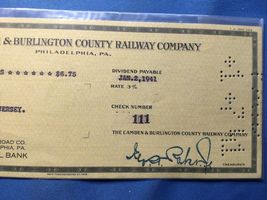 N & BURLINGTON COUNTY RAILWAY COMPANY
PHILADELPHIA, PA.
S ****** $6.75
DIVIDEND PAYABLE
JAN. 2, 1941
RATE 3%
ERSEY.
CHECK NUMBER
111
THE CAMDEN & BURLINGTON COUNTY RAILWAY COMPANY
ROAD CO.
PHIA, PA.
L BANK
TREASURER